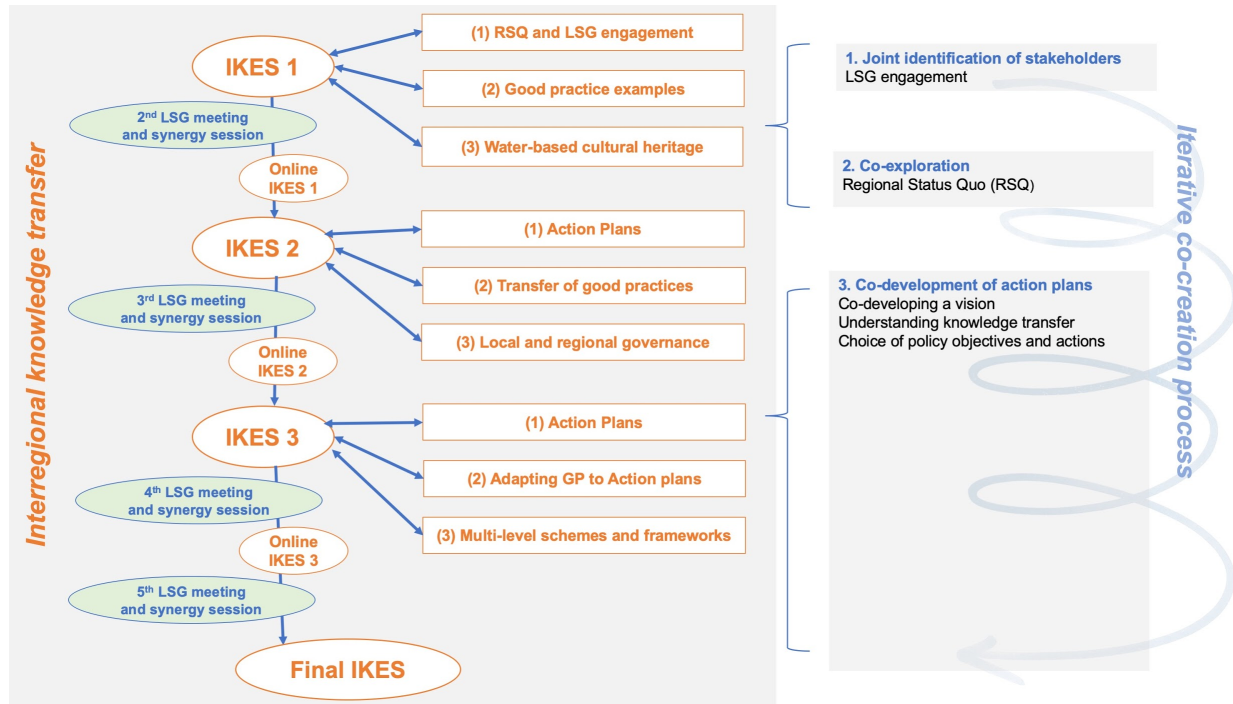 Interregional knowledge transfer
IKES 1
(1) RSQ and LSG engagement
(2) Good practice examples
(3) Water-based cultural heritage
2nd LSG meeting
and synergy session
Online
IKES 1
IKES 2
(1) Action Plans
(2) Transfer of good practices
(3) Local and regional governance
3rd LSG meeting
and synergy session
Online
IKES 2
IKES 3
(1) Action Plans
(2) Adapting GP to Action plans
(3) Multi-level schemes and frameworks
4th LSG meeting
and synergy session
Online
IKES 3
5th LSG meeting
and synergy session
Final IKES
1. Joint identification of stakeholders
LSG engagement
2. Co-exploration
Regional Status Quo (RSQ)
3. Co-development of action plans
Co-developing a vision
Understanding knowledge transfer
Choice of policy objectives and actions
Iterative co-creation process